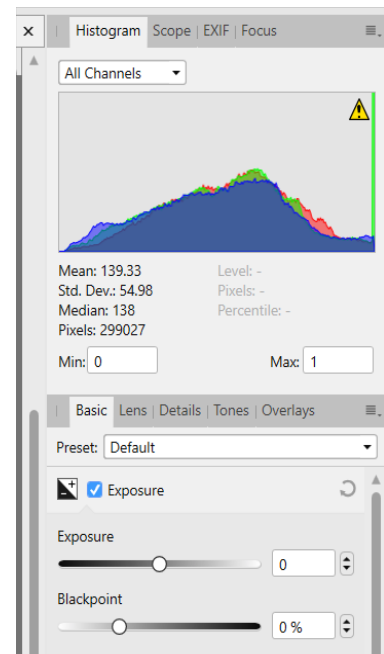 Histogram Scope | EXIF | Focus
All Channels
Mean: 139.33 Level: -
Std. Dev.: 54.98 Pixels: -
Median: 138 Percentile: -
Pixels: 299027
Min: 0 Max: 1
Basic Lens | Details | Tones | Overlays
Preset: Default
Exposure
Exposure
0
Blackpoint
0 %